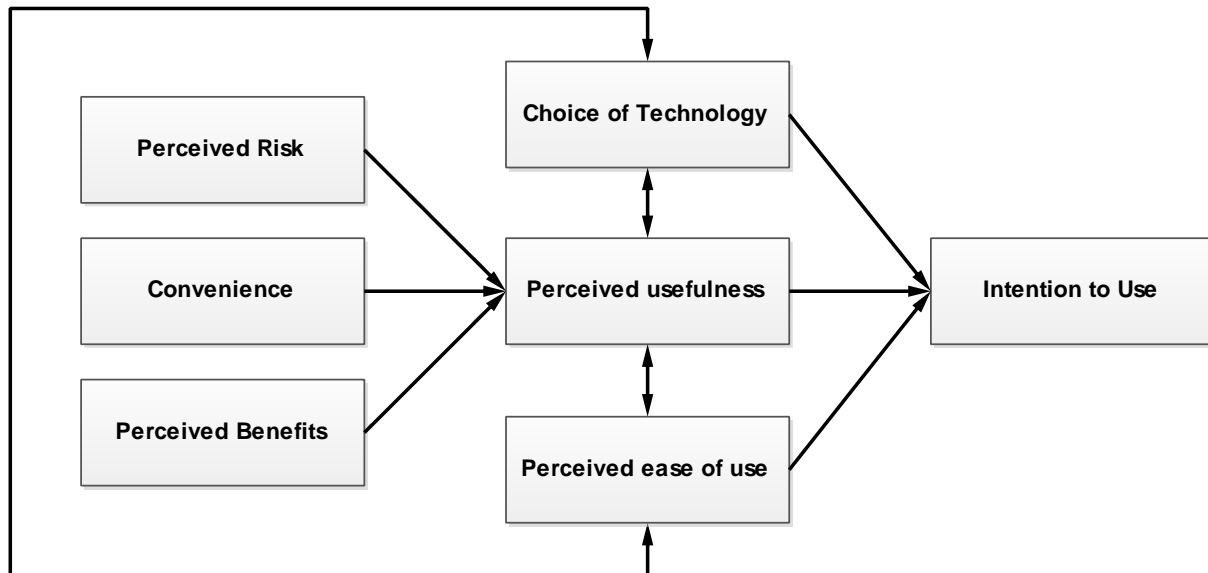 Choice of Technology
Perceived Risk
Convenience
Perceived usefulness
Intention to Use
Perceived Benefits
Perceived ease of use